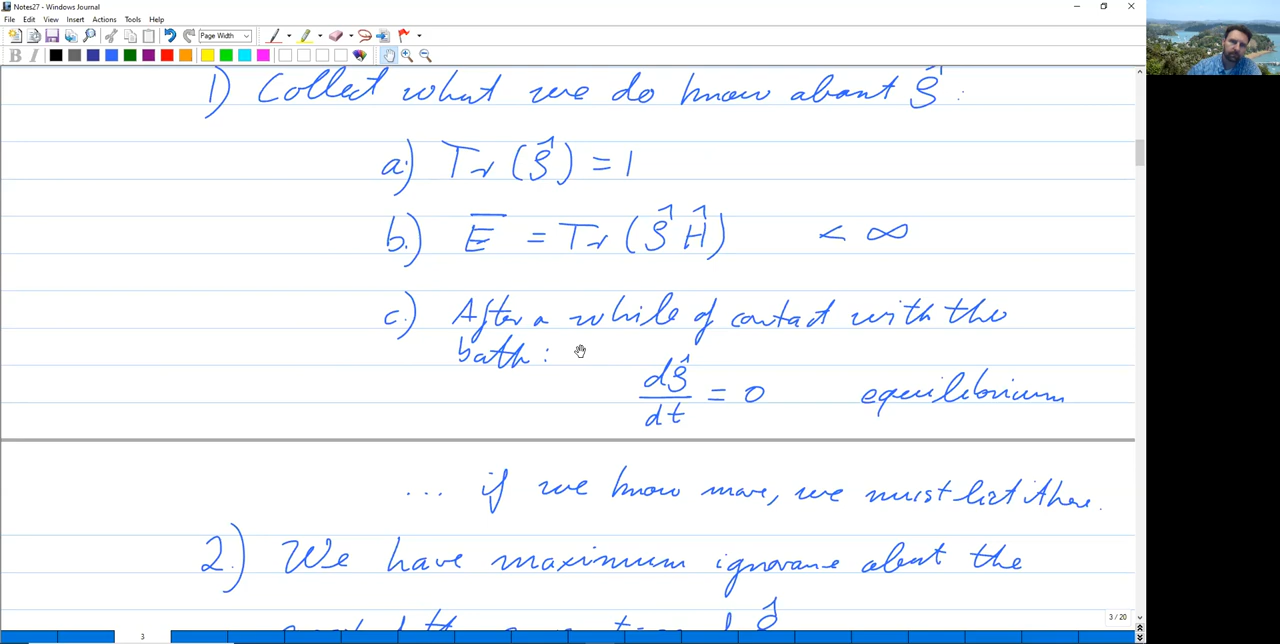 Notes27 - Windows Journal
File Edit View Insert Actions Tools Help
Page Width
B I
1) Collect what we do know about ρ̂ :
a.) Tr (ρ̂) = 1
b.) E̅ = Tr (ρ̂ Ĥ) < ∞
c.) After a while of contact with the
bath :
dρ̂/dt = 0 equilibrium
... if we know more, we must list it here.
3 / 20
2.) We have maximum ignorance about the
3